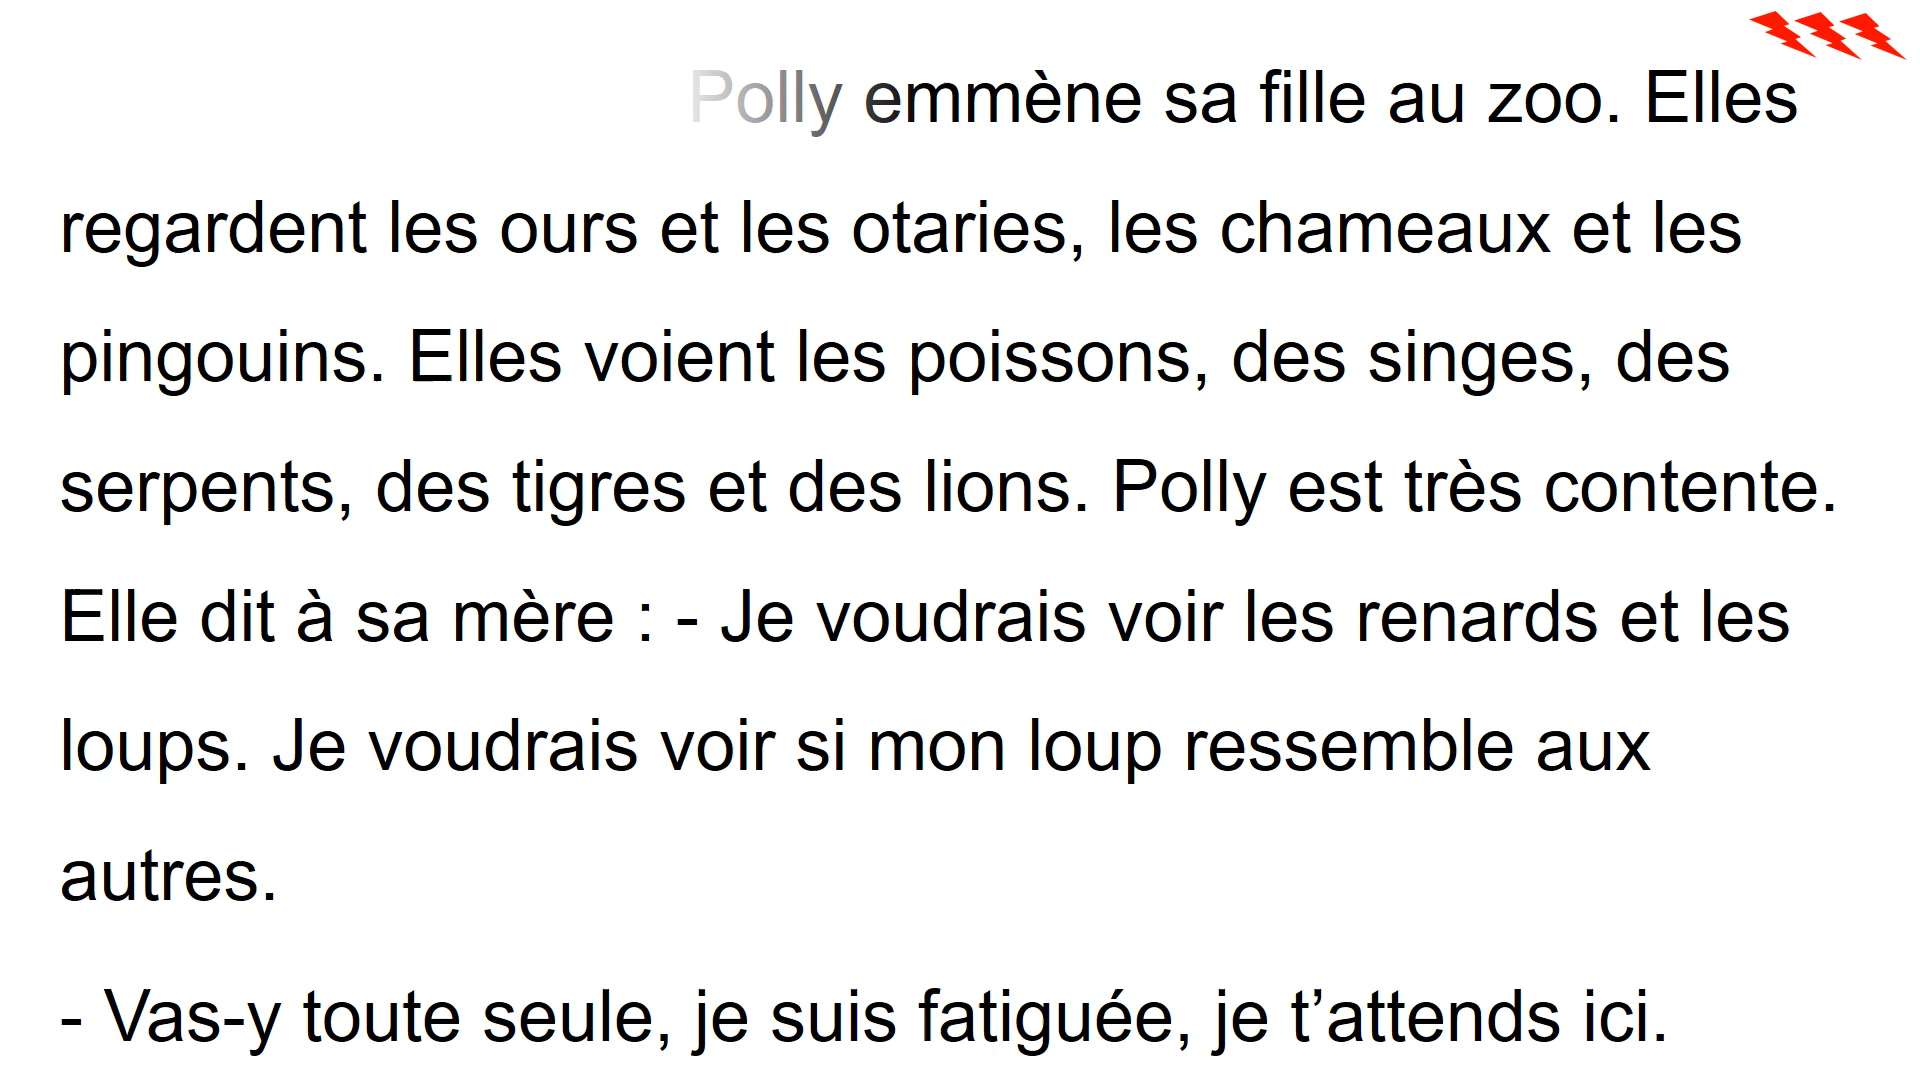 Polly emmène sa fille au zoo. Elles
regardent les ours et les otaries, les chameaux et les
pingouins. Elles voient les poissons, des singes, des
serpents, des tigres et des lions. Polly est très contente.
Elle dit à sa mère : - Je voudrais voir les renards et les
loups. Je voudrais voir si mon loup ressemble aux
autres.
- Vas-y toute seule, je suis fatiguée, je t’attends ici.